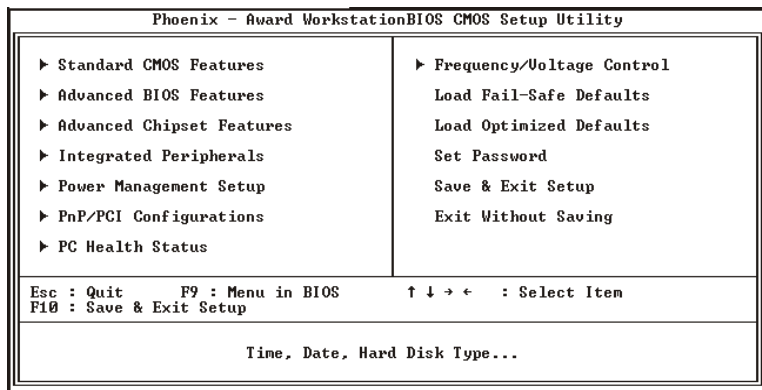 Phoenix - Award WorkstationBIOS CMOS Setup Utility
▶ Standard CMOS Features
▶ Advanced BIOS Features
▶ Advanced Chipset Features
▶ Integrated Peripherals
▶ Power Management Setup
▶ PnP/PCI Configurations
▶ PC Health Status
▶ Frequency/Voltage Control
Load Fail-Safe Defaults
Load Optimized Defaults
Set Password
Save & Exit Setup
Exit Without Saving
Esc : Quit F9 : Menu in BIOS ↑ ↓ → ← : Select Item
F10 : Save & Exit Setup
Time, Date, Hard Disk Type...